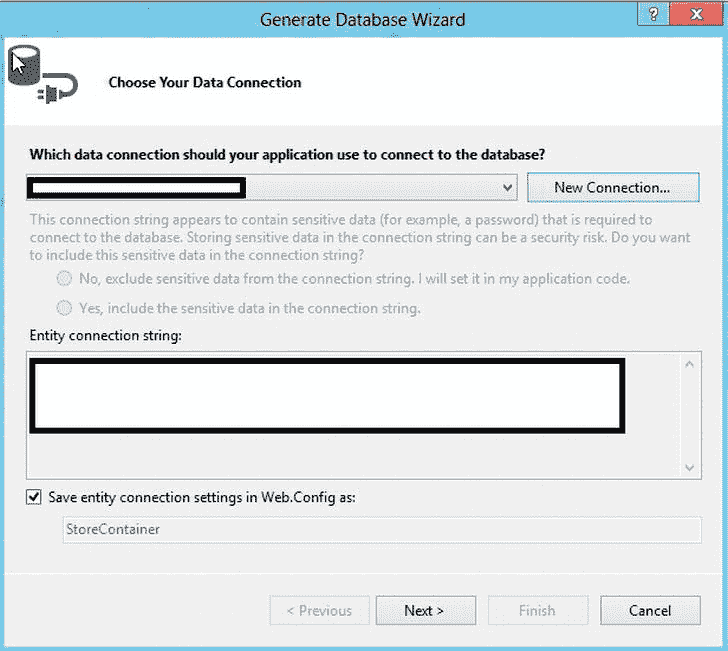 Generate Database Wizard
? x
Choose Your Data Connection
Which data connection should your application use to connect to the database?
New Connection...
This connection string appears to contain sensitive data (for example, a password) that is required to
connect to the database. Storing sensitive data in the connection string can be a security risk. Do you want
to include this sensitive data in the connection string?
No, exclude sensitive data from the connection string. I will set it in my application code.
Yes, include the sensitive data in the connection string.
Entity connection string:
Save entity connection settings in Web.Config as:
StoreContainer
< Previous Next > Finish Cancel